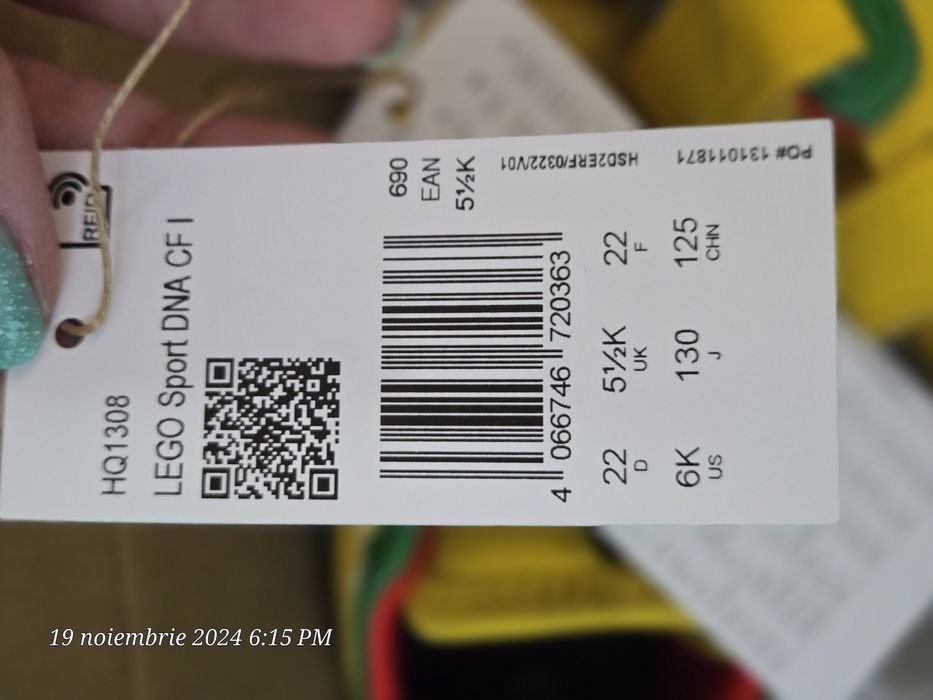 RFID
HQ1308
LEGO Sport DNA CF I
690
EAN
5½K
4 066746 720363
HSD2ERF/0322/V01
22 5½K 22
D UK F
6K 130 125
US J CHN
PO# 131011871
19 noiembrie 2024 6:15 PM